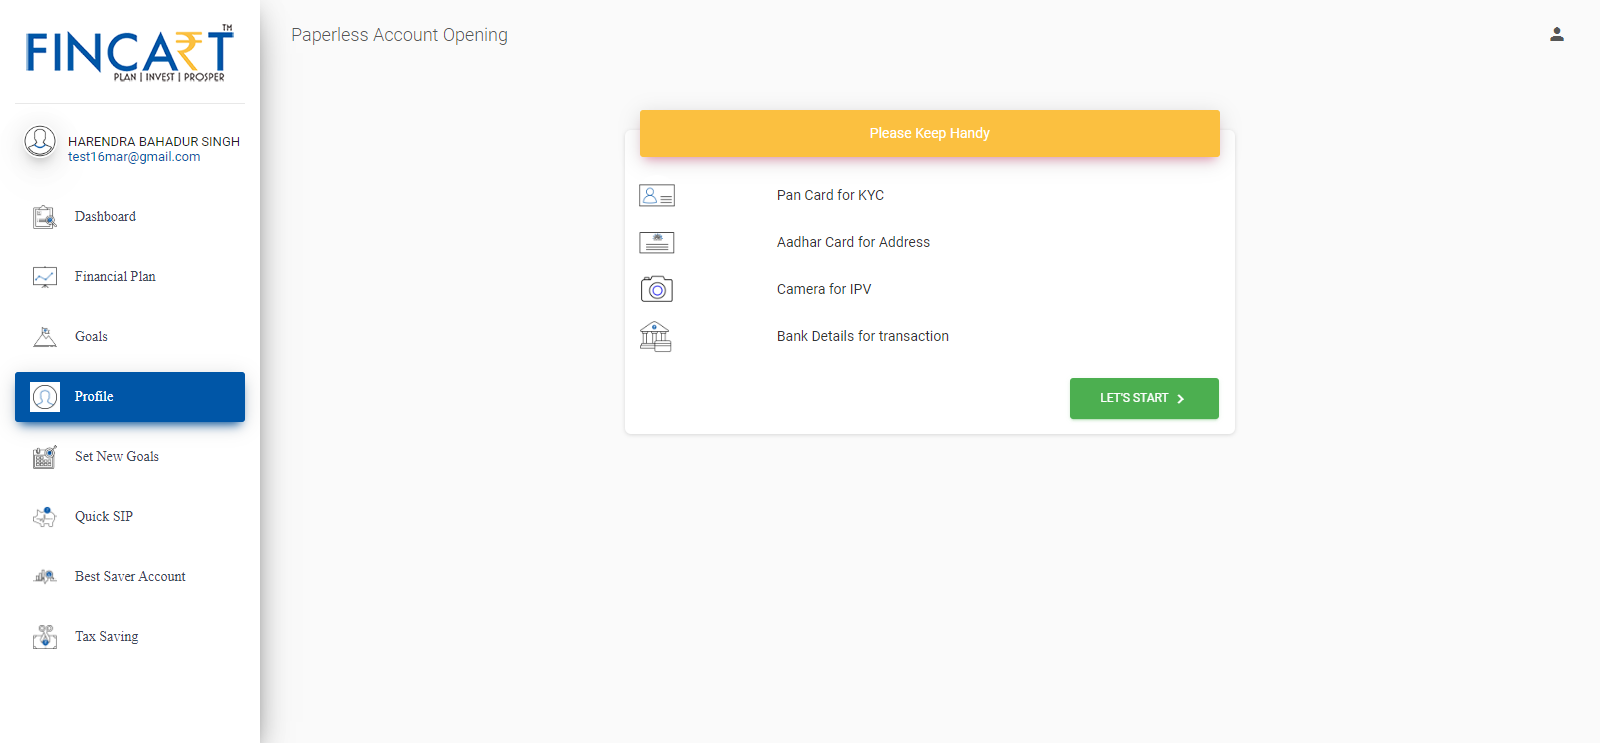 FINCART™
PLAN | INVEST | PROSPER
HARENDRA BAHADUR SINGH
test16mar@gmail.com
Dashboard
Financial Plan
Goals
Profile
Set New Goals
Quick SIP
Best Saver Account
Tax Saving
Paperless Account Opening
Please Keep Handy
Pan Card for KYC
Aadhar Card for Address
Camera for IPV
Bank Details for transaction
LET'S START